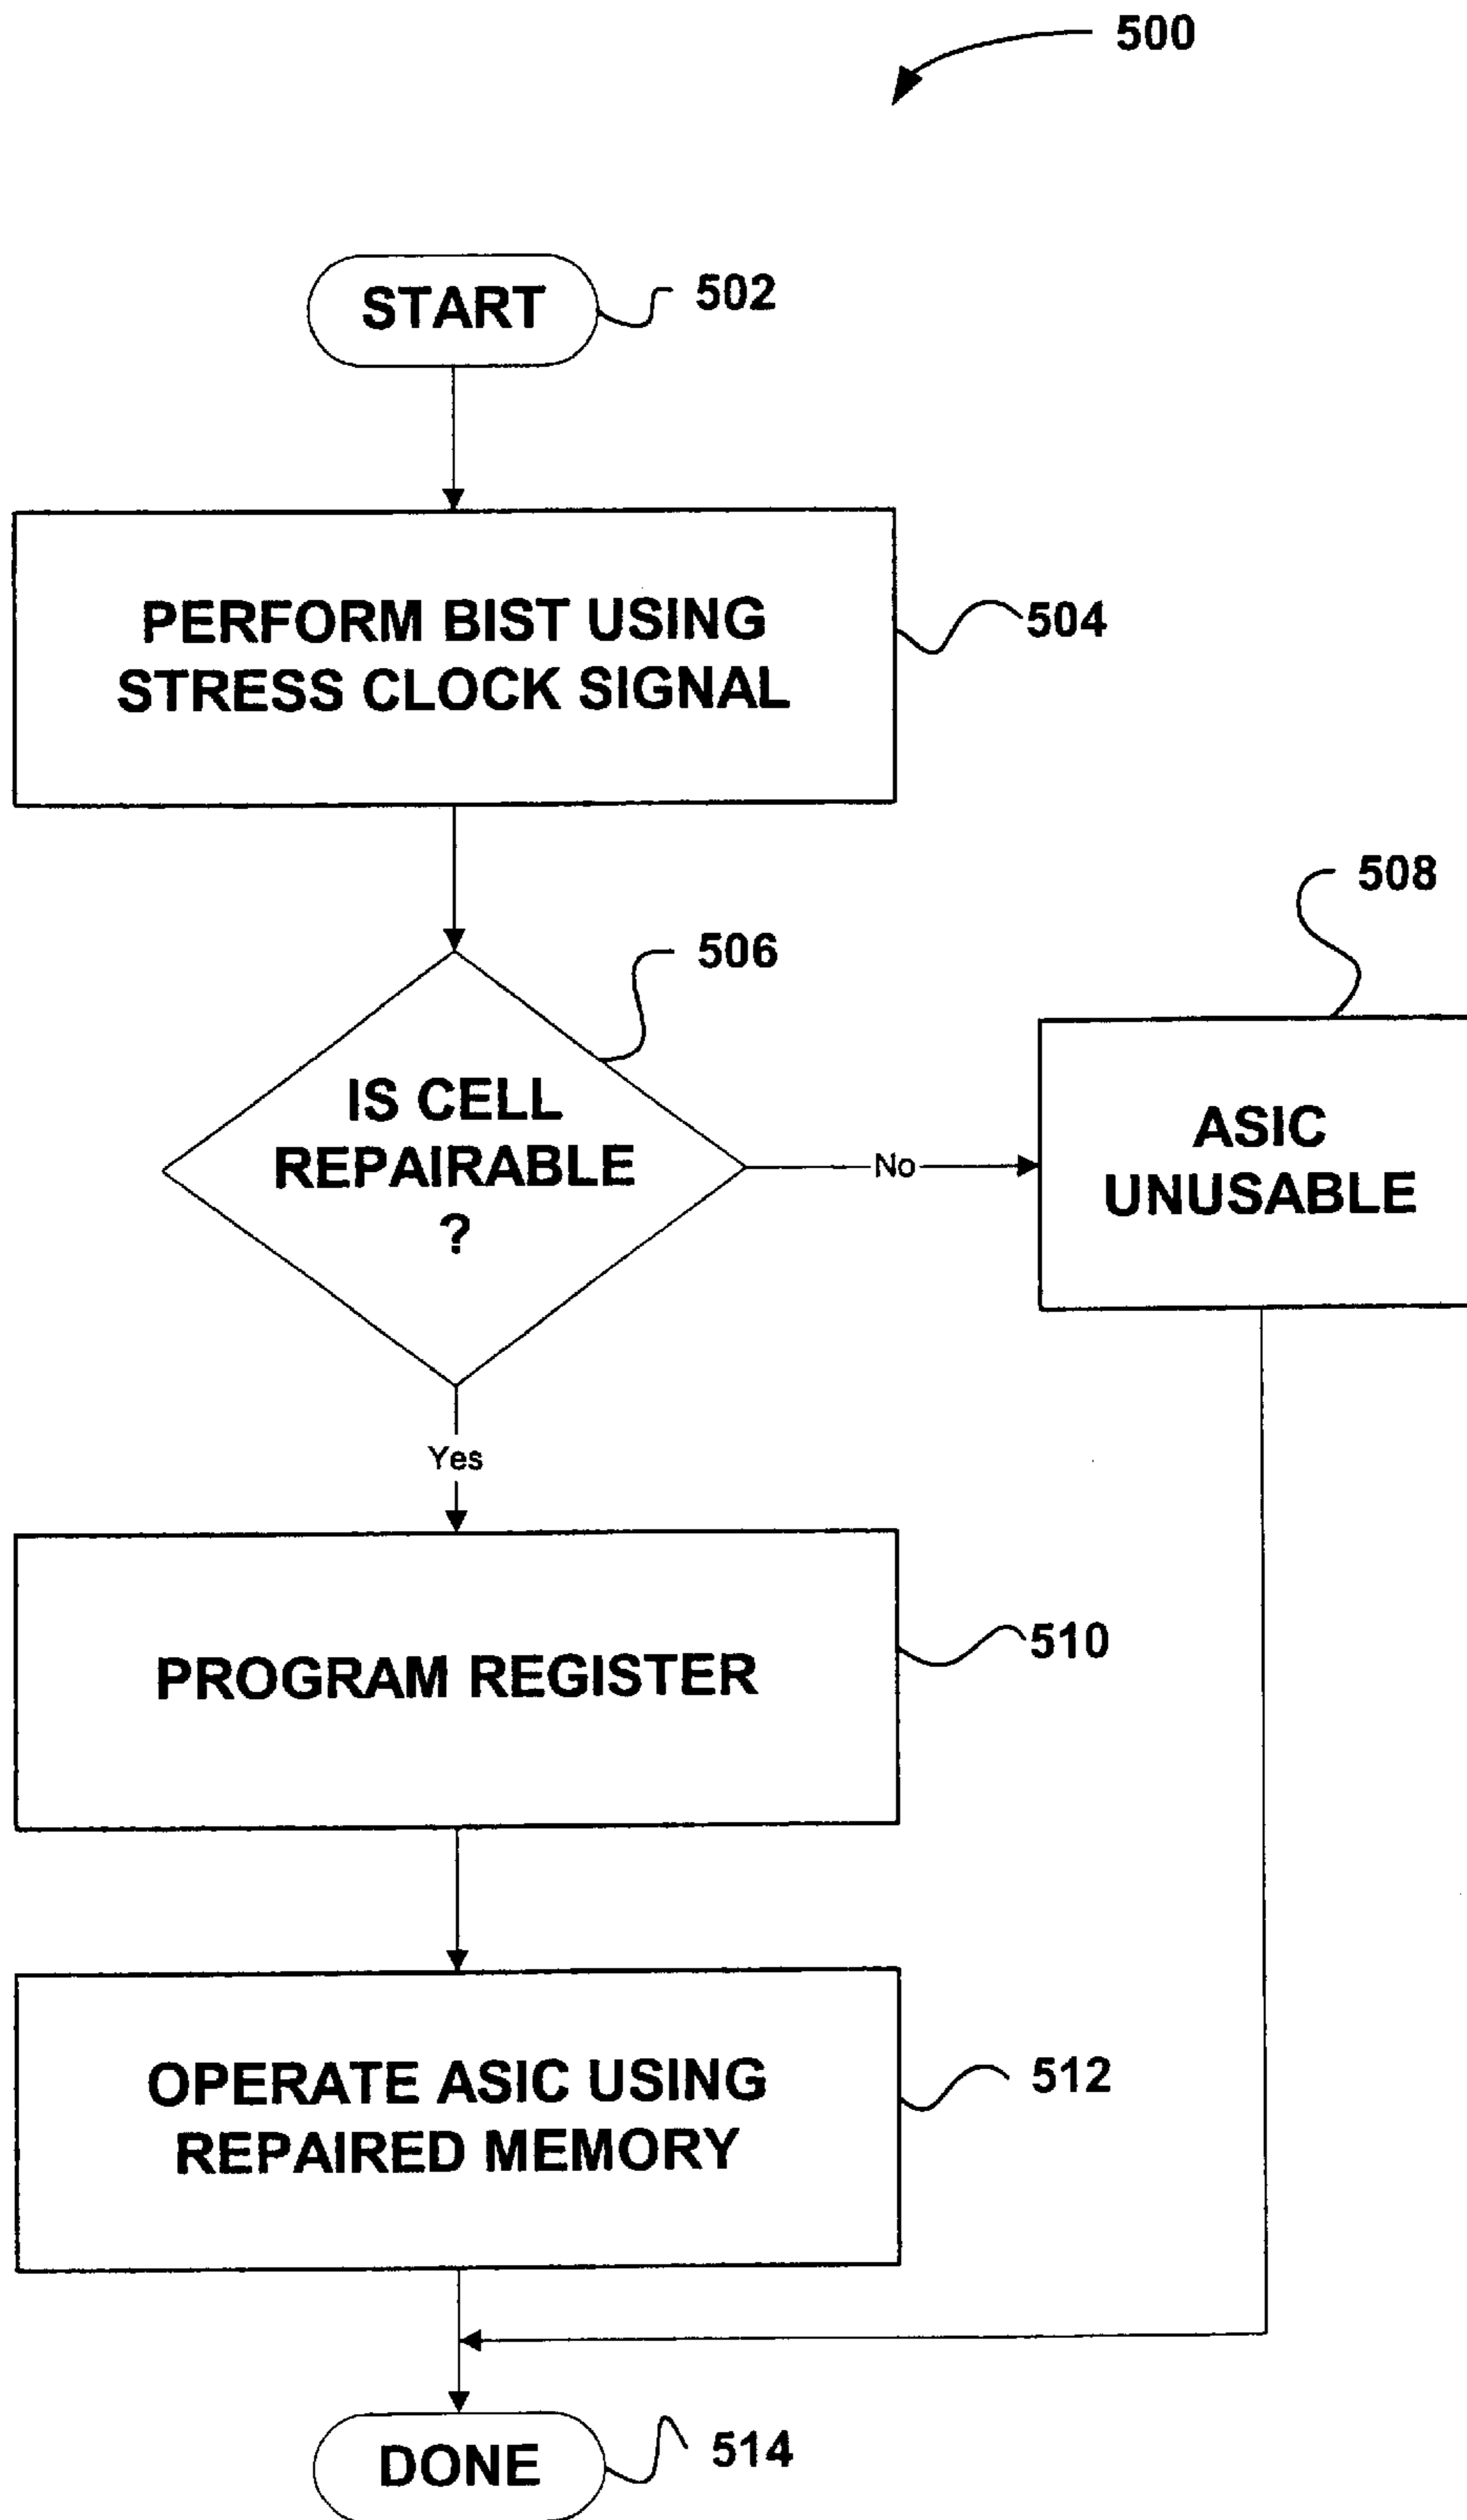 500
START
502
PERFORM BIST USING
STRESS CLOCK SIGNAL
504
506
508
IS CELL
REPAIRABLE
?
No
ASIC
UNUSABLE
Yes
PROGRAM REGISTER
510
OPERATE ASIC USING
REPAIRED MEMORY
512
DONE
514